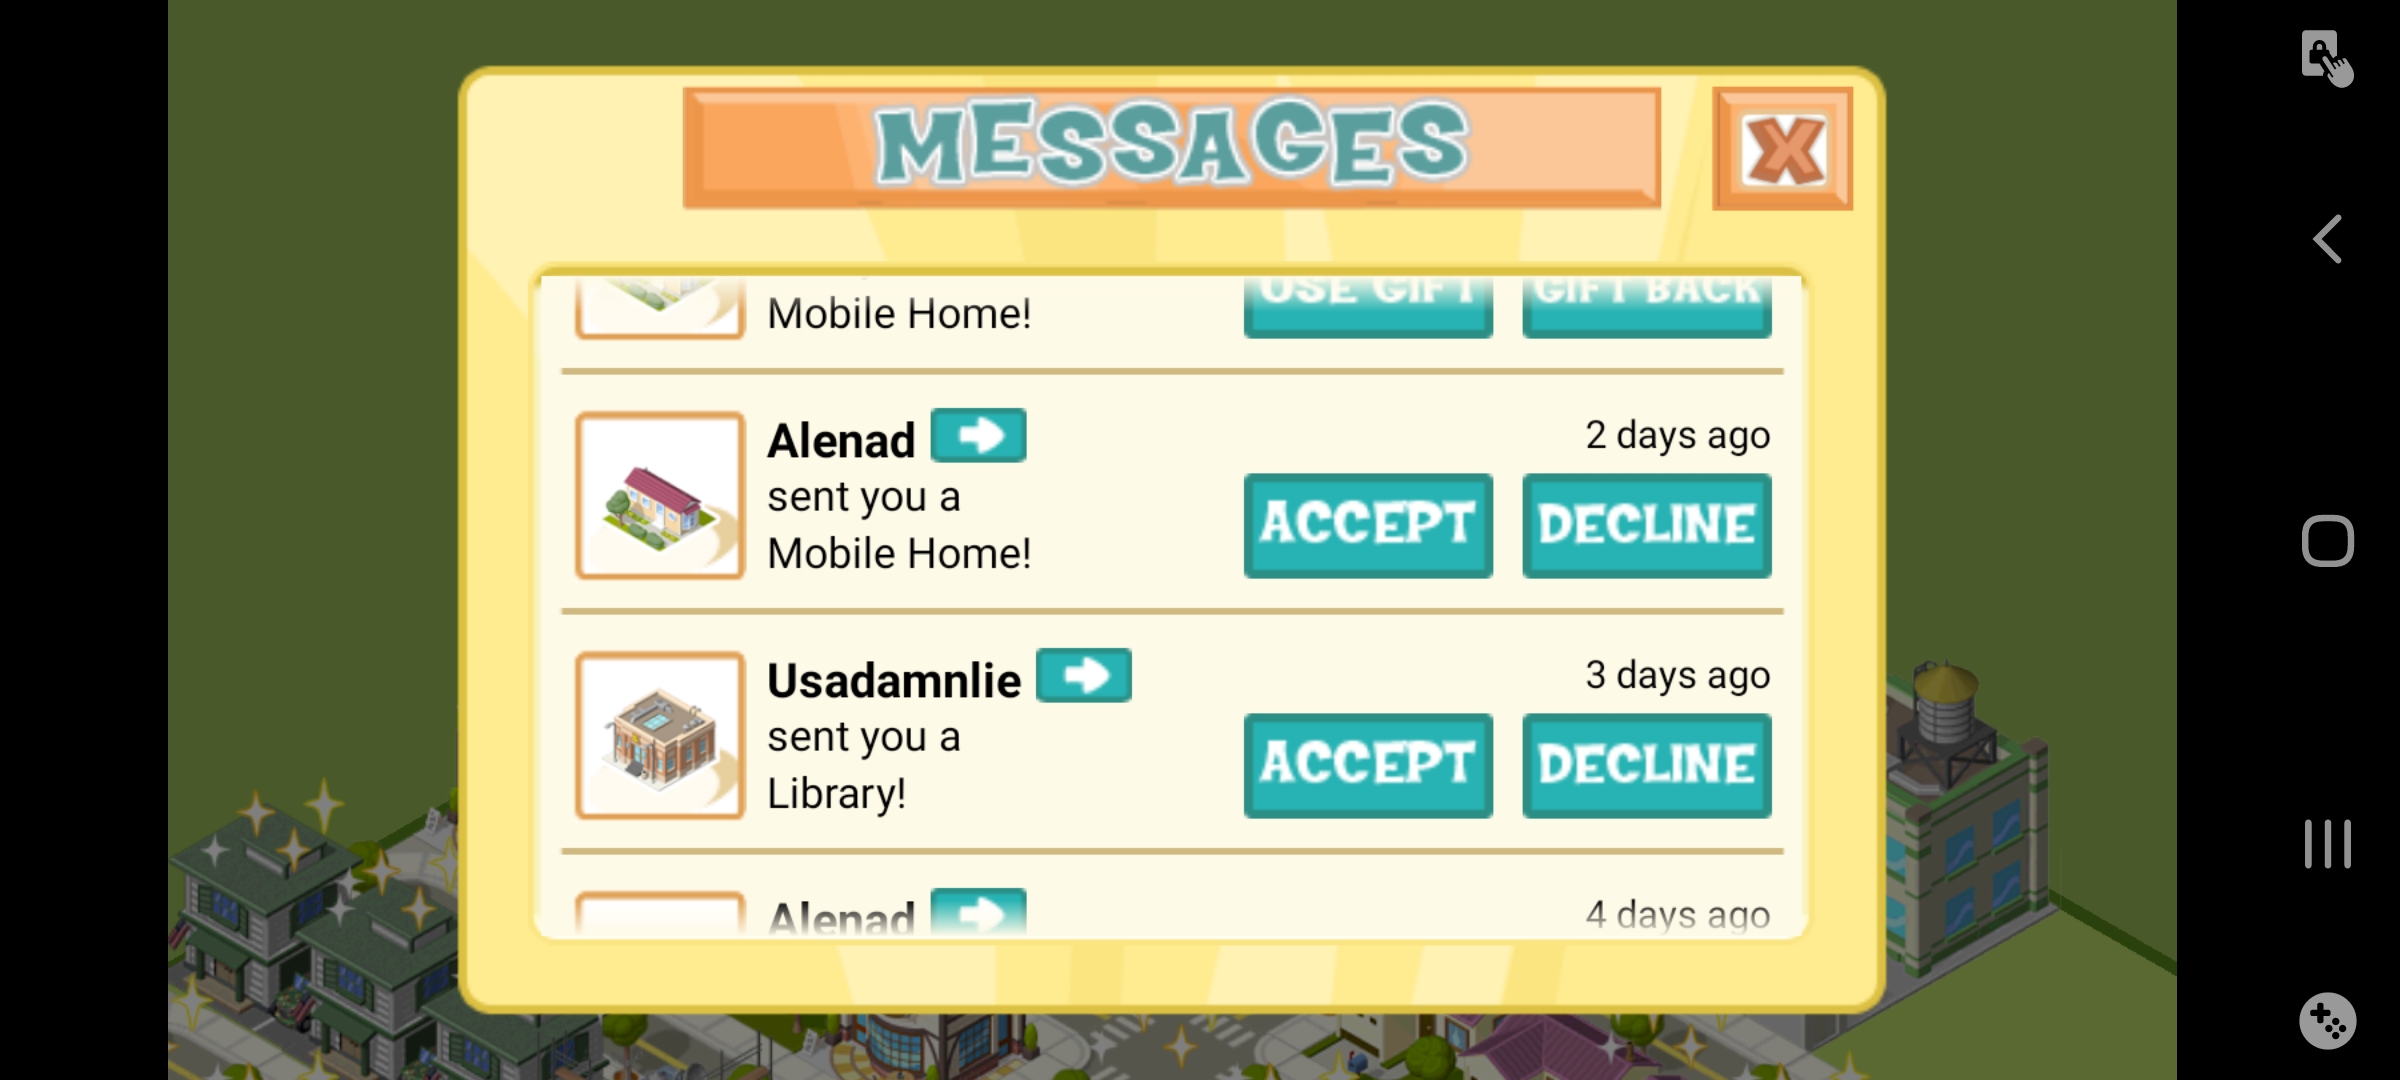 MESSAGES
X
Mobile Home!
USE GIFT
GIFT BACK
Alenad
2 days ago
sent you a
Mobile Home!
ACCEPT
DECLINE
Usadamnlie
3 days ago
sent you a
Library!
ACCEPT
DECLINE
Alenad
4 days ago